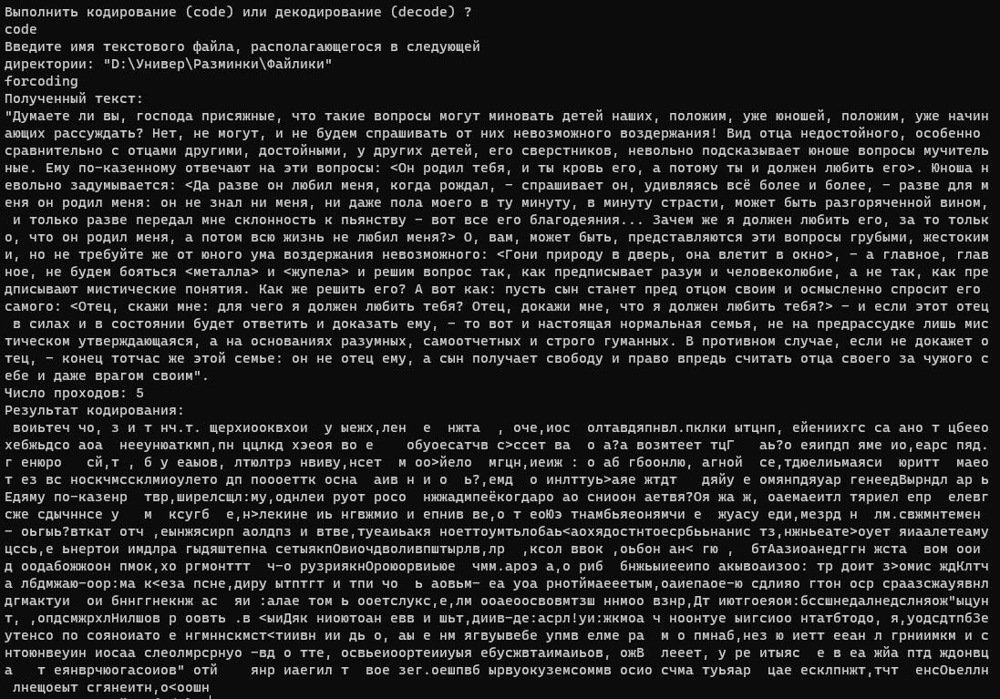 Выполнить кодирование (code) или декодирование (decode) ?
code
Введите имя текстового файла, располагающегося в следующей
директории: "D:\Универ\Разминки\Файлики"
forcoding
Полученный текст:
"Думаете ли вы, господа присяжные, что такие вопросы могут миновать детей наших, положим, уже юношей, положим, уже начин
ающих рассуждать? Нет, не могут, и не будем спрашивать от них невозможного воздержания! Вид отца недостойного, особенно
сравнительно с отцами другими, достойными, у других детей, его сверстников, невольно подсказывает юноше вопросы мучитель
ные. Ему по-казенному отвечают на эти вопросы: <Он родил тебя, и ты кровь его, а потому ты и должен любить его>. Юноша н
евольно задумывается: <Да разве он любил меня, когда рождал, – спрашивает он, удивляясь всё более и более, – разве для м
еня он родил меня: он не знал ни меня, ни даже пола моего в ту минуту, в минуту страсти, может быть разгоряченной вином,
 и только разве передал мне склонность к пьянству – вот все его благодеяния... Зачем же я должен любить его, за то тольк
о, что он родил меня, а потом всю жизнь не любил меня?> О, вам, может быть, представляются эти вопросы грубыми, жестоким
и, но не требуйте же от юного ума воздержания невозможного: <Гони природу в дверь, она влетит в окно>, – а главное, глав
ное, не будем бояться <металла> и <жупела> и решим вопрос так, как предписывает разум и человеколюбие, а не так, как пре
дписывают мистические понятия. Как же решить его? А вот как: пусть сын станет пред отцом своим и осмысленно спросит его
самого: <Отец, скажи мне: для чего я должен любить тебя? Отец, докажи мне, что я должен любить тебя?> – и если этот отец
 в силах и в состоянии будет ответить и доказать ему, – то вот и настоящая нормальная семья, не на предрассудке лишь мис
тическом утверждающаяся, а на основаниях разумных, самоотчетных и строго гуманных. В противном случае, если не докажет о
тец, – конец тотчас же этой семье: он не отец ему, а сын получает свободу и право впредь считать отца своего за чужого с
ебе и даже врагом своим".
Число проходов: 5
Результат кодирования:
 воиьтеч чо, з и т нч.т. щерхиооквхои  у ыежх,лен  е  нжта  , оче,иос  олтавдяпнвл.пклки ытцнп, ейениихгс са ано т цбеео
хебжьдсо аоа  нееунюаткмп,пн ццлкд хэеоя во е    обуоесатчв с>ссет ва  о а?а возмтеет тцГ   аь?о еяипдп яме ио,еарс пяд.
г енюро   сй,т , б у еаыов, лтюлтрэ нвиву,нсет  м оо>йело  мгцн,иеиж : о аб гбоонлю, агной  се,тдюелиьмаяси  юритт  маео
т ез вс носкчмссклмиоулето дп поооеттк осна  аив н и о  ь?,емд  о инлттуь>аяе жтдт   дяйу е омянпдяуар генеедВырндл ар ь
Едяму по-казенр  твр,ширелсщл:му,однлеи руот росо  нжжадмпеёкогдаро ао сниоон аетвя?Оя жа ж, оаемаеитл тяриел епр  елевг
сже сдычннсе у   м  ксугб  е,н>лекине иь нгвжмио и епнив ве,о т еоЮэ тнамбьяеонямчи е  жуасу еди,мезрд н  лм.свжмнтемен
– оьгыь?вткат отч ,еынжясирп аолдпз и втве,туеаиьакя ноеттоумтьлобаь<аохядостнтоесрбььнанис тз,нжньеате>оует яиаалетеаму
цссь,е ьнертои имдлра гыдяштепна сетыякпОвиочдволивпштырлв,лр  ,ксол ввок ,оьбон ан< гю ,  бтАазиоанедггн жста  вом оои
д оодабожжоон пмок,хо ргмонттт  ч-о рузриякнОроюорвиьюе  чмм.ароэ а,о риб  бнжьыиееипо акывоаизоо: тр доит з>омис ждКлтч
а лбдмжаю-оор:ма к<еза псне,диру ытптгт и тпи чо  ь аовьм– еа уоа рнотймаееетым,оаиепаое-ю сдлияо гтон оср сраазсжауявнл
дгмактуи  ои бннггнекнж ас  яи :алае том ь ооетслукс,е,лм ооаеоосвовмтзш ннмоо взнр,Дт июгоеяом:бссшнедалнедслняож"ыцун
т, ,опдсмжрхлНилшов р оовть .в <ыиДяк ниоютоан евв и шьт,диив-де:асрл!уи:жкмоа ч ноонтуе ыигсиоо нтатбтодо, я,уодсдтпбЗе
утенсо по сояноиато е нгмннскмст<тиивн ии дь о, аы е нм ягвуывебе упмв елме ра  м о пмнаб,нез ю иетт ееан л грниимкм и с
нтоюнвеуин иосаа слеолмрсрнуо –вд о тте, освьеиоортеииуыя ебусжвтаимаиьов, ожВ  леоет, у ре итыяс  е в еа жйа птд ждонвц
а   т еянврчюогасоиов" отй    янр иаегил т  вое зег.оешпвб ырвуокуземсоммв осио счма туьяар  цае есклпнжт,тчт  енсОьеллн
 лнещоеыт сгянеитн,о<оошн